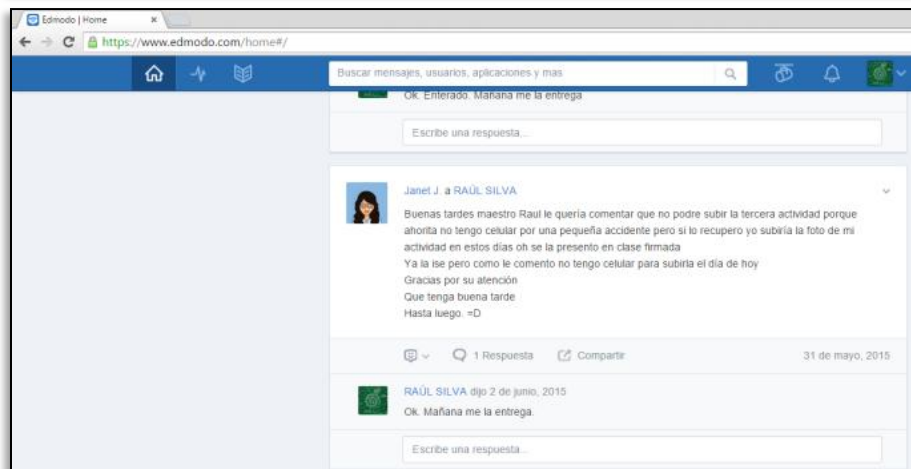 Edmodo | Home
https://www.edmodo.com/home#/
Buscar mensajes, usuarios, aplicaciones y mas
Ok. Enterado. Mañana me la entrega
Escribe una respuesta...
Janet J. a RAÚL SILVA
Buenas tardes maestro Raul le quería comentar que no podre subir la tercera actividad porque
ahorita no tengo celular por una pequeña accidente pero si lo recupero yo subiría la foto de mi
actividad en estos días oh se la presento en clase firmada
Ya la ise pero como le comento no tengo celular para subirla el día de hoy
Gracias por su atención
Que tenga buena tarde
Hasta luego. =D
1 Respuesta
Compartir
31 de mayo, 2015
RAÚL SILVA dijo 2 de junio, 2015
Ok. Mañana me la entrega.
Escribe una respuesta...